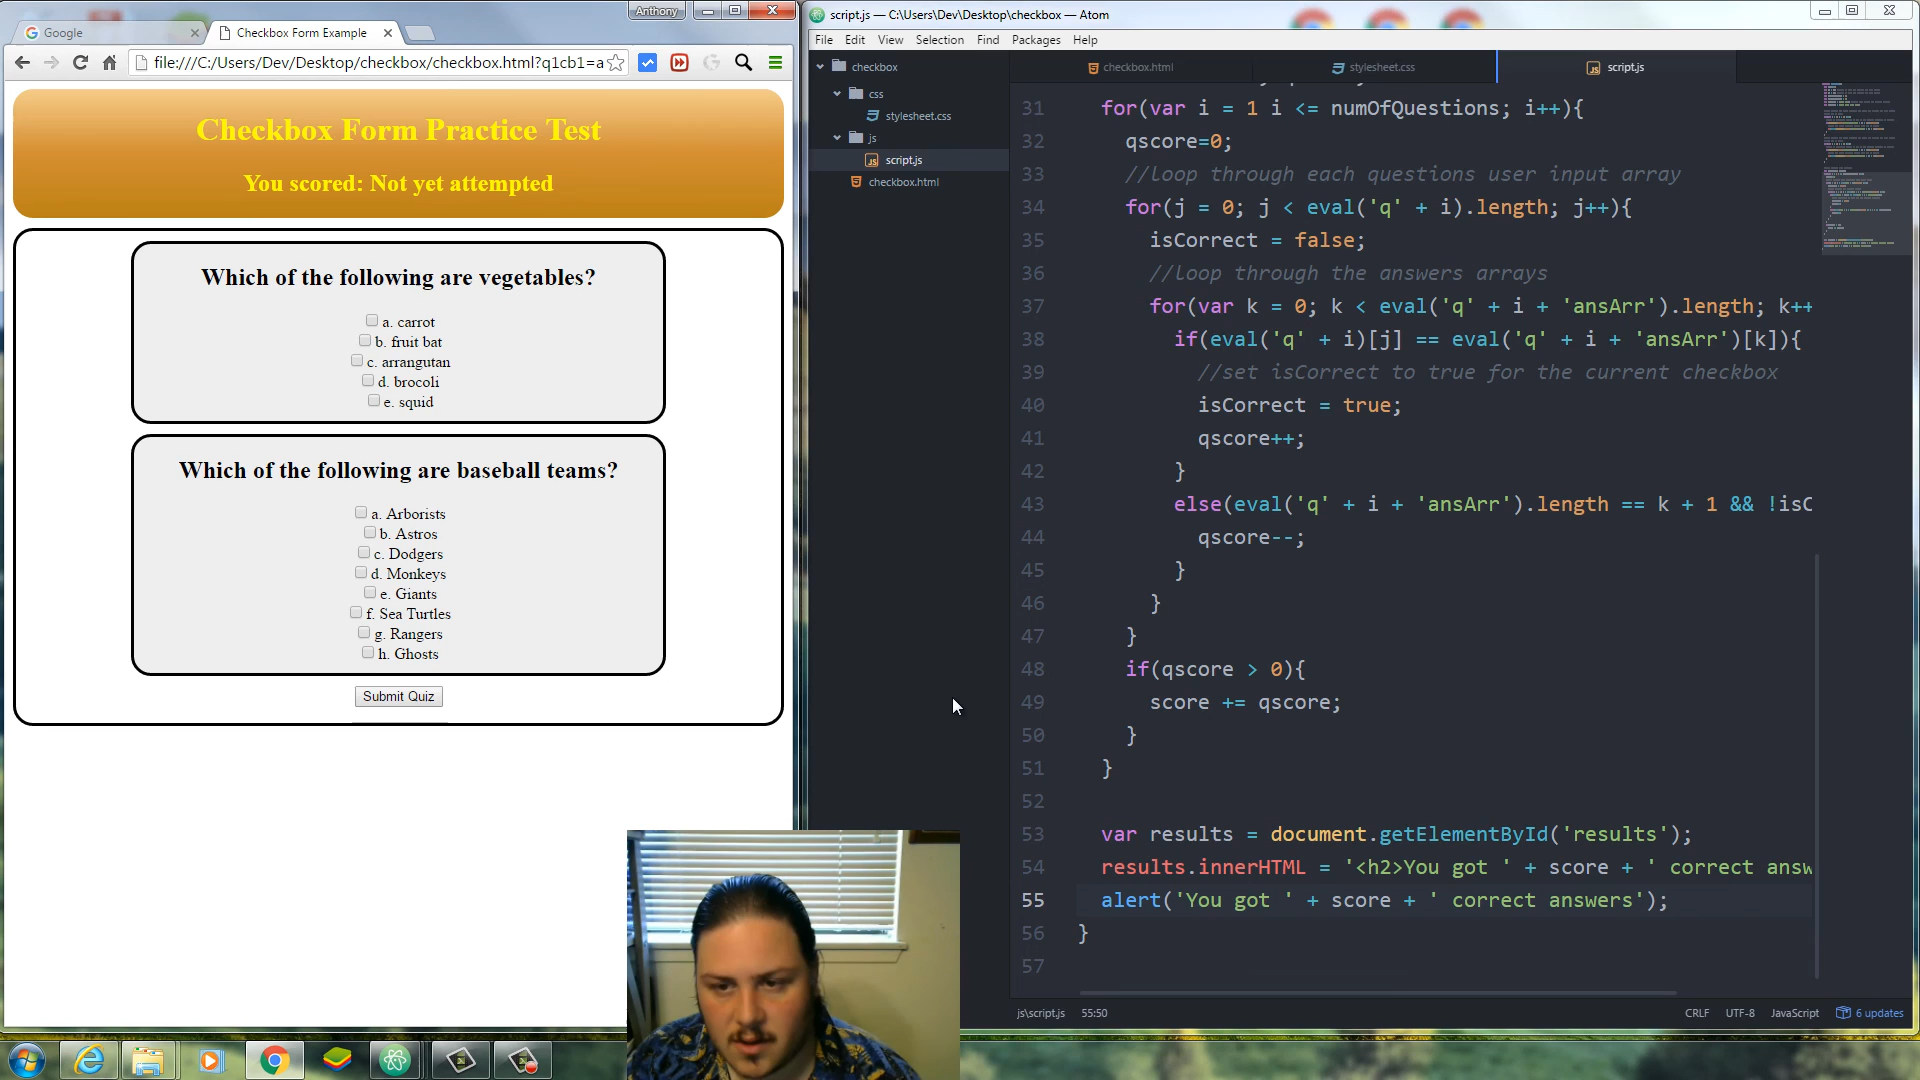 Anthony
Google
Checkbox Form Example
file:///C:/Users/Dev/Desktop/checkbox/checkbox.html?q1cb1=a
Checkbox Form Practice Test
You scored: Not yet attempted
Which of the following are vegetables?
a. carrot
b. fruit bat
c. arrangutan
d. brocoli
e. squid
Which of the following are baseball teams?
a. Arborists
b. Astros
c. Dodgers
d. Monkeys
e. Giants
f. Sea Turtles
g. Rangers
h. Ghosts
Submit Quiz
script.js — C:\Users\Dev\Desktop\checkbox — Atom
File Edit View Selection Find Packages Help
checkbox
css
stylesheet.css
js
script.js
checkbox.html
checkbox.html
stylesheet.css
script.js
31 for(var i = 1 i <= numOfQuestions; i++){
32 qscore=0;
33 //loop through each questions user input array
34 for(j = 0; j < eval('q' + i).length; j++){
35 isCorrect = false;
36 //loop through the answers arrays
37 for(var k = 0; k < eval('q' + i + 'ansArr').length; k++
38 if(eval('q' + i)[j] == eval('q' + i + 'ansArr')[k]){
39 //set isCorrect to true for the current checkbox
40 isCorrect = true;
41 qscore++;
42 }
43 else(eval('q' + i + 'ansArr').length == k + 1 && !isC
44 qscore--;
45 }
46 }
47 }
48 if(qscore > 0){
49 score += qscore;
50 }
51 }
52
53 var results = document.getElementById('results');
54 results.innerHTML = '<h2>You got ' + score + ' correct answ
55 alert('You got ' + score + ' correct answers');
56 }
57
js\script.js 55:50
CRLF UTF-8 JavaScript 6 updates